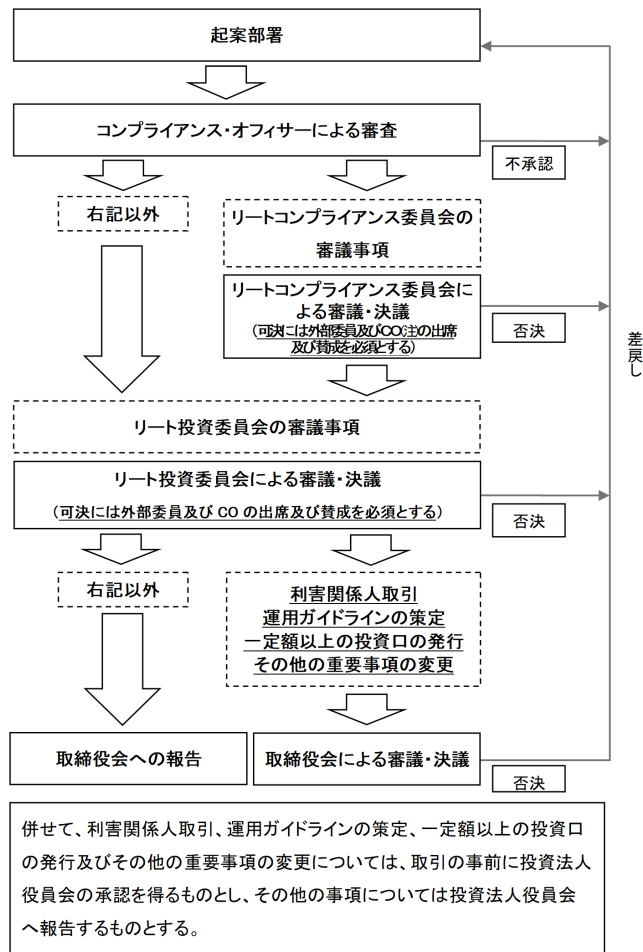 起案部署
コンプライアンス・オフィサーによる審査
不承認
右記以外
リートコンプライアンス委員会の
審議事項
リートコンプライアンス委員会に
よる審議・決議
(可決には外部委員及びCO(注)の出席
及び賛成を必須とする)
否決
差戻し
リート投資委員会の審議事項
リート投資委員会による審議・決議
(可決には外部委員及び CO の出席及び賛成を必須とする)
否決
右記以外
利害関係人取引
運用ガイドラインの策定
一定額以上の投資口の発行
その他の重要事項の変更
取締役会への報告
取締役会による審議・決議
否決
併せて、利害関係人取引、運用ガイドラインの策定、一定額以上の投資口
の発行及びその他の重要事項の変更については、取引の事前に投資法人
役員会の承認を得るものとし、その他の事項については投資法人役員会
へ報告するものとする。